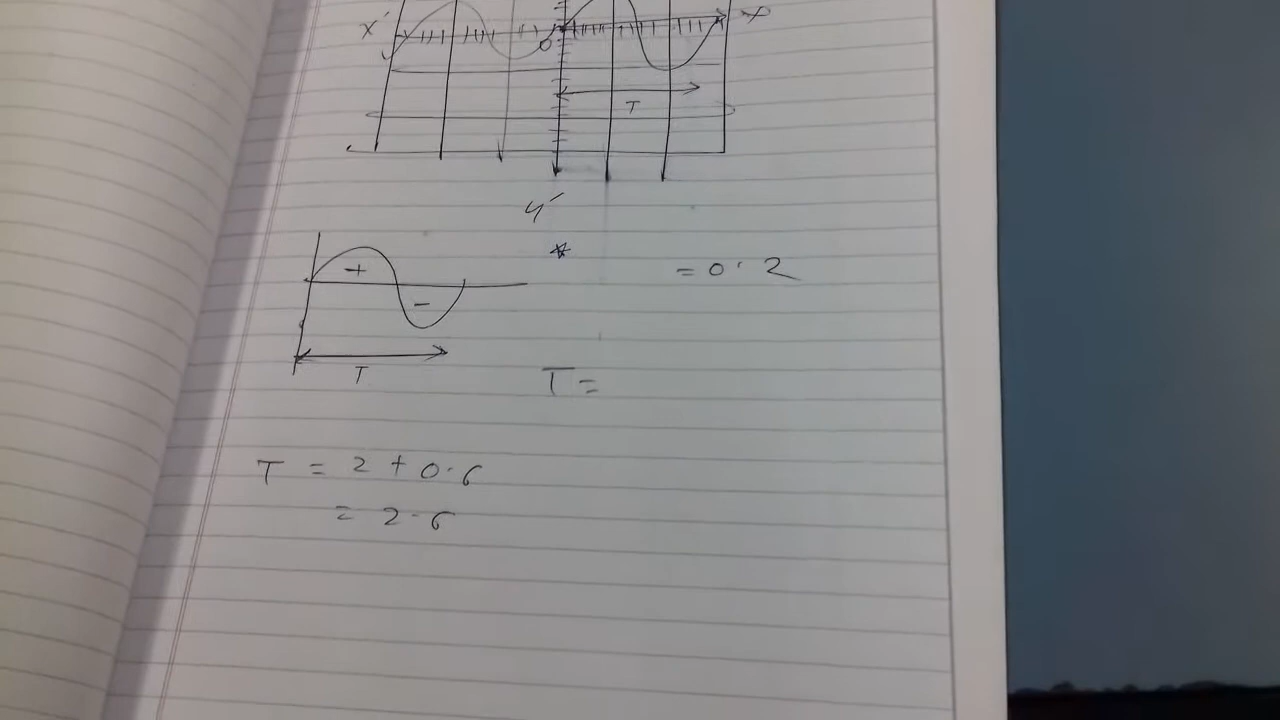 X'
X
O
T
y'
+
= 0.2
-
T
T =
T = 2 + 0.6
= 2.6